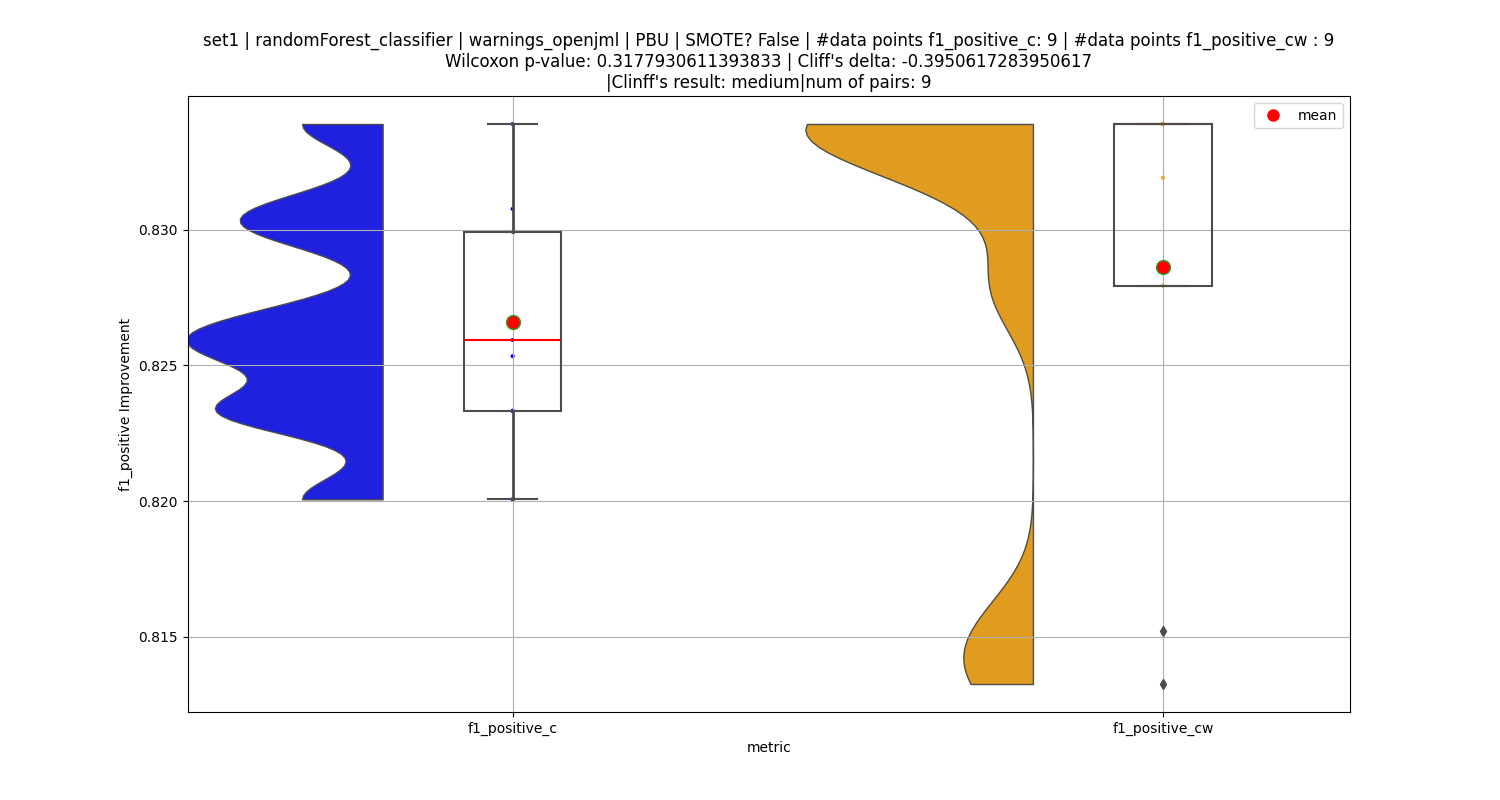 set1 | randomForest_classifier | warnings_openjml | PBU | SMOTE? False | #data points f1_positive_c: 9 | #data points f1_positive_cw : 9
Wilcoxon p-value: 0.3177930611393833 | Cliff's delta: -0.3950617283950617
|Clinff's result: medium|num of pairs: 9
mean
0.830
0.825
0.820
0.815
f1_positive Improvement
f1_positive_c
f1_positive_cw
metric